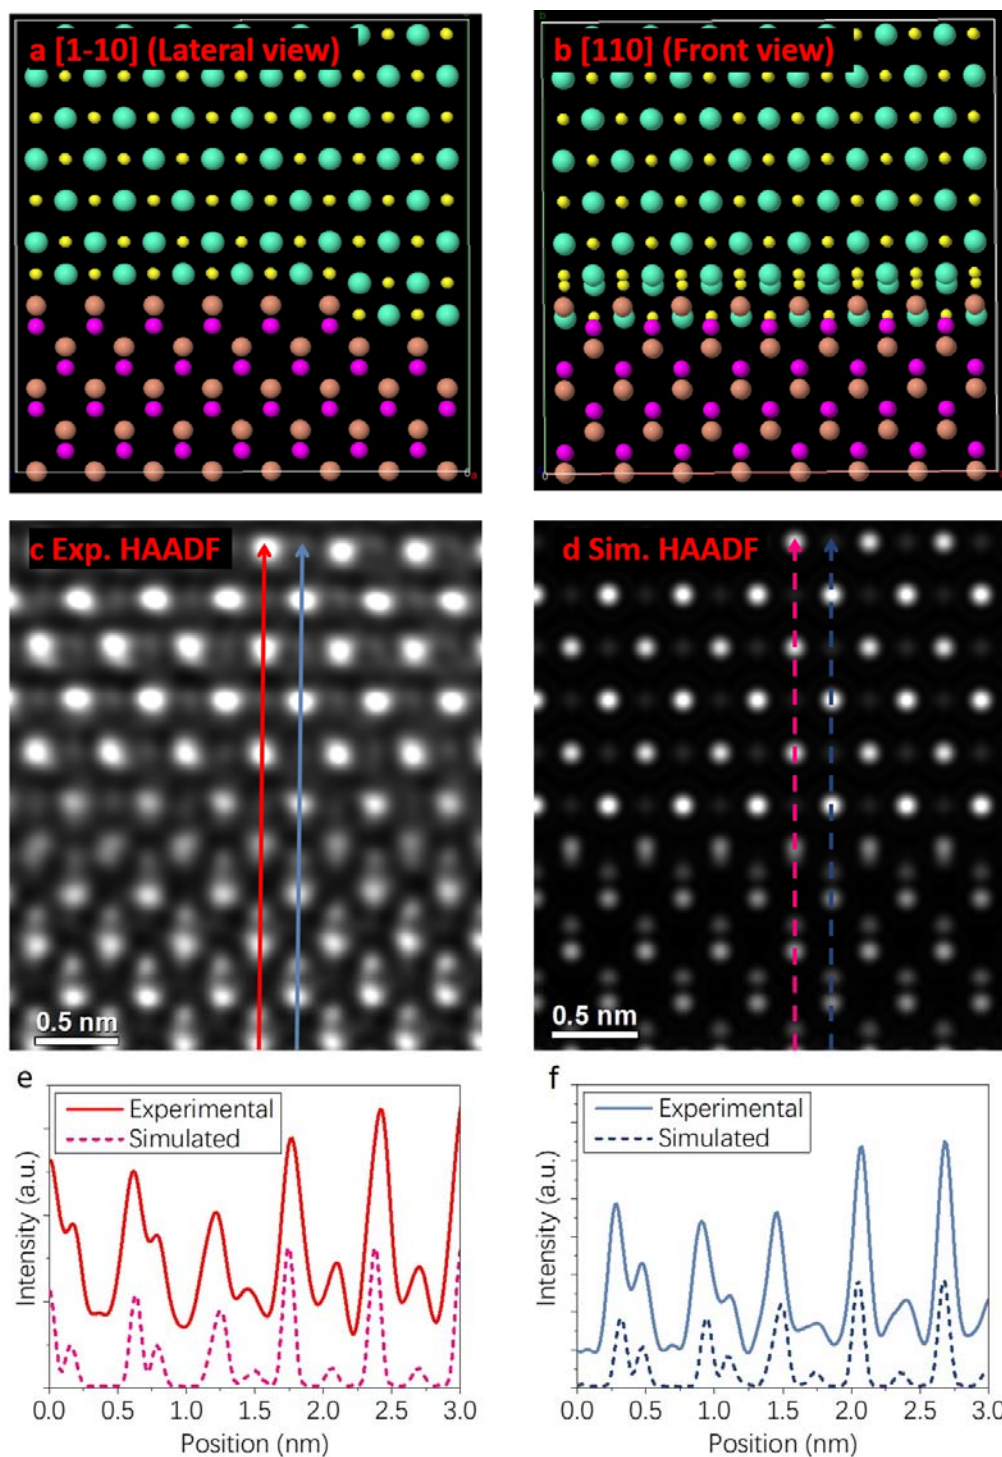 a [1-10] (Lateral view)
b [110] (Front view)
c Exp. HAADF
d Sim. HAADF
0.5 nm
0.5 nm
e
Experimental
Simulated
Intensity (a.u.)
0.0 0.5 1.0 1.5 2.0 2.5 3.0
Position (nm)
f
Experimental
Simulated
Intensity (a.u.)
0.0 0.5 1.0 1.5 2.0 2.5 3.0
Position (nm)